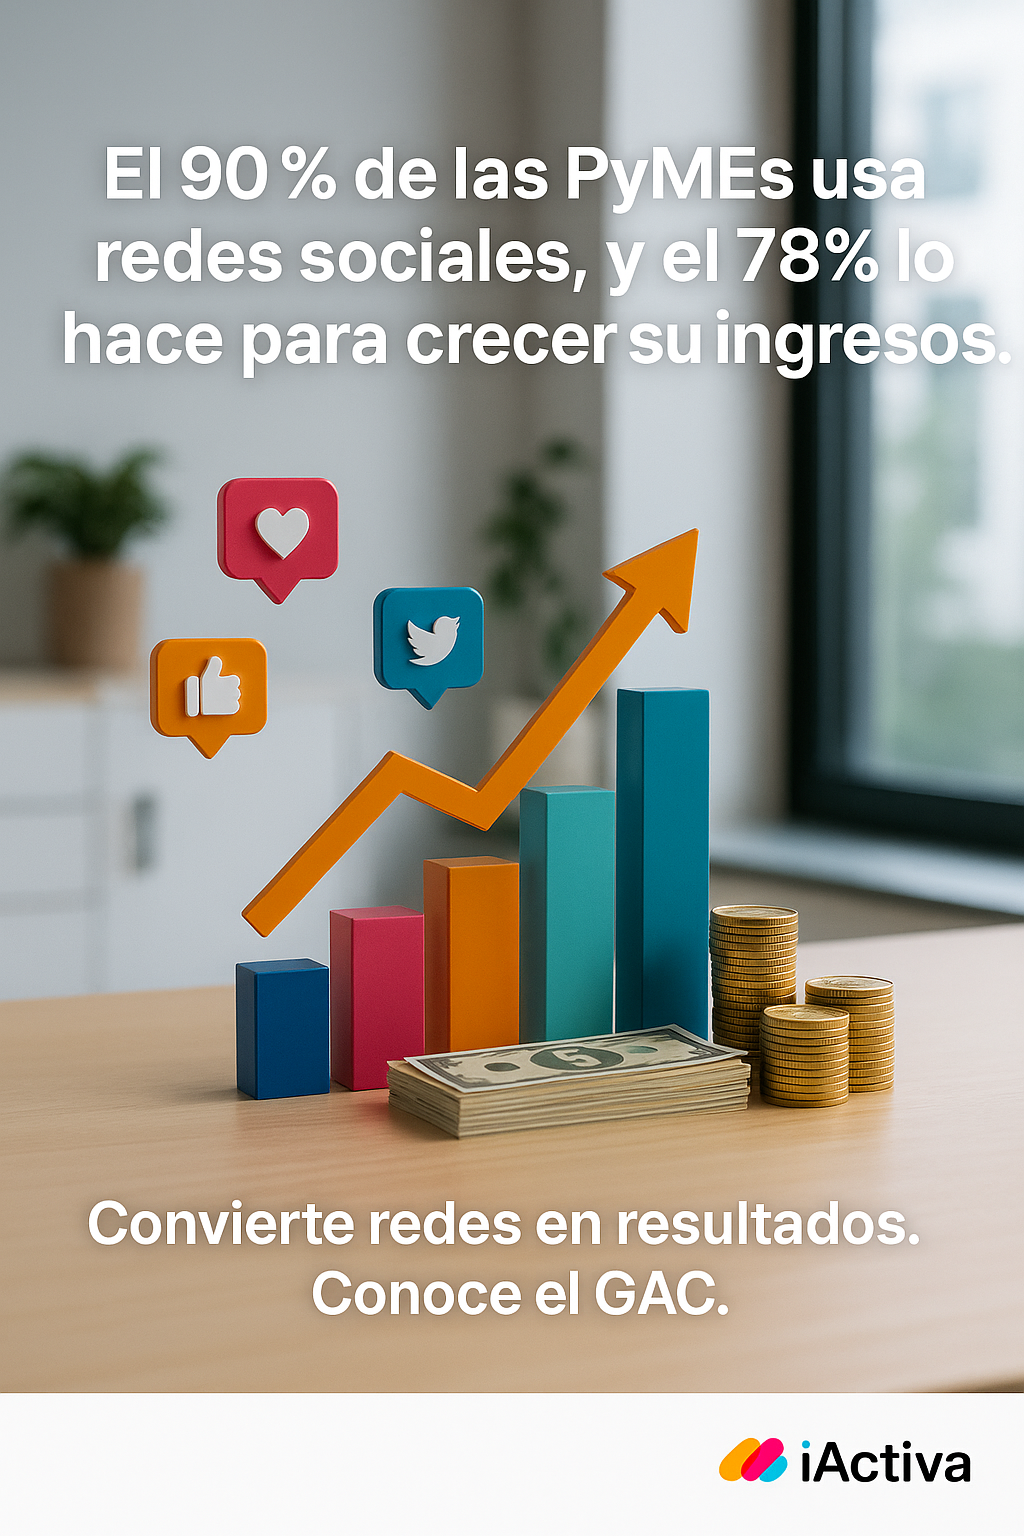 El 90 % de las PyMEs usa
redes sociales, y el 78% lo
hace para crecer su ingresos.
5
Convierte redes en resultados.
Conoce el GAC.
iActiva